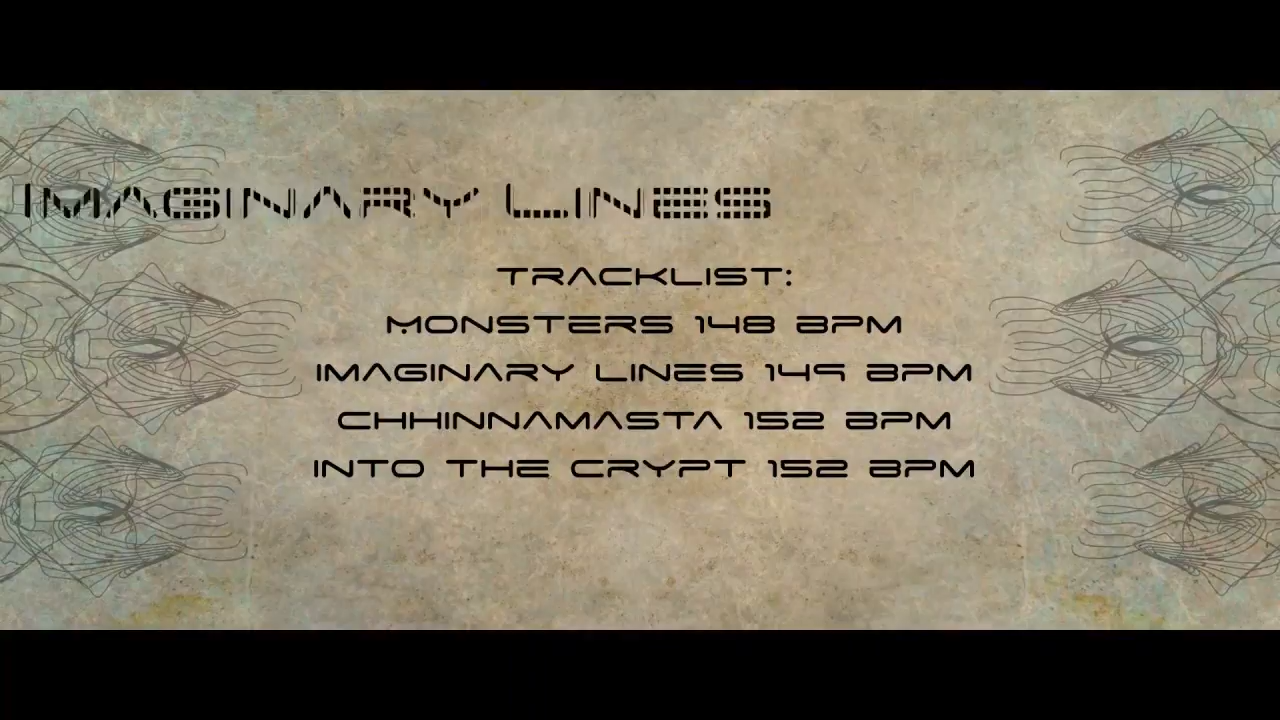 IMAGINARY LINES
TRACKLIST:
MONSTERS 148 BPM
IMAGINARY LINES 149 BPM
CHHINNAMASTA 152 BPM
INTO THE CRYPT 152 BPM